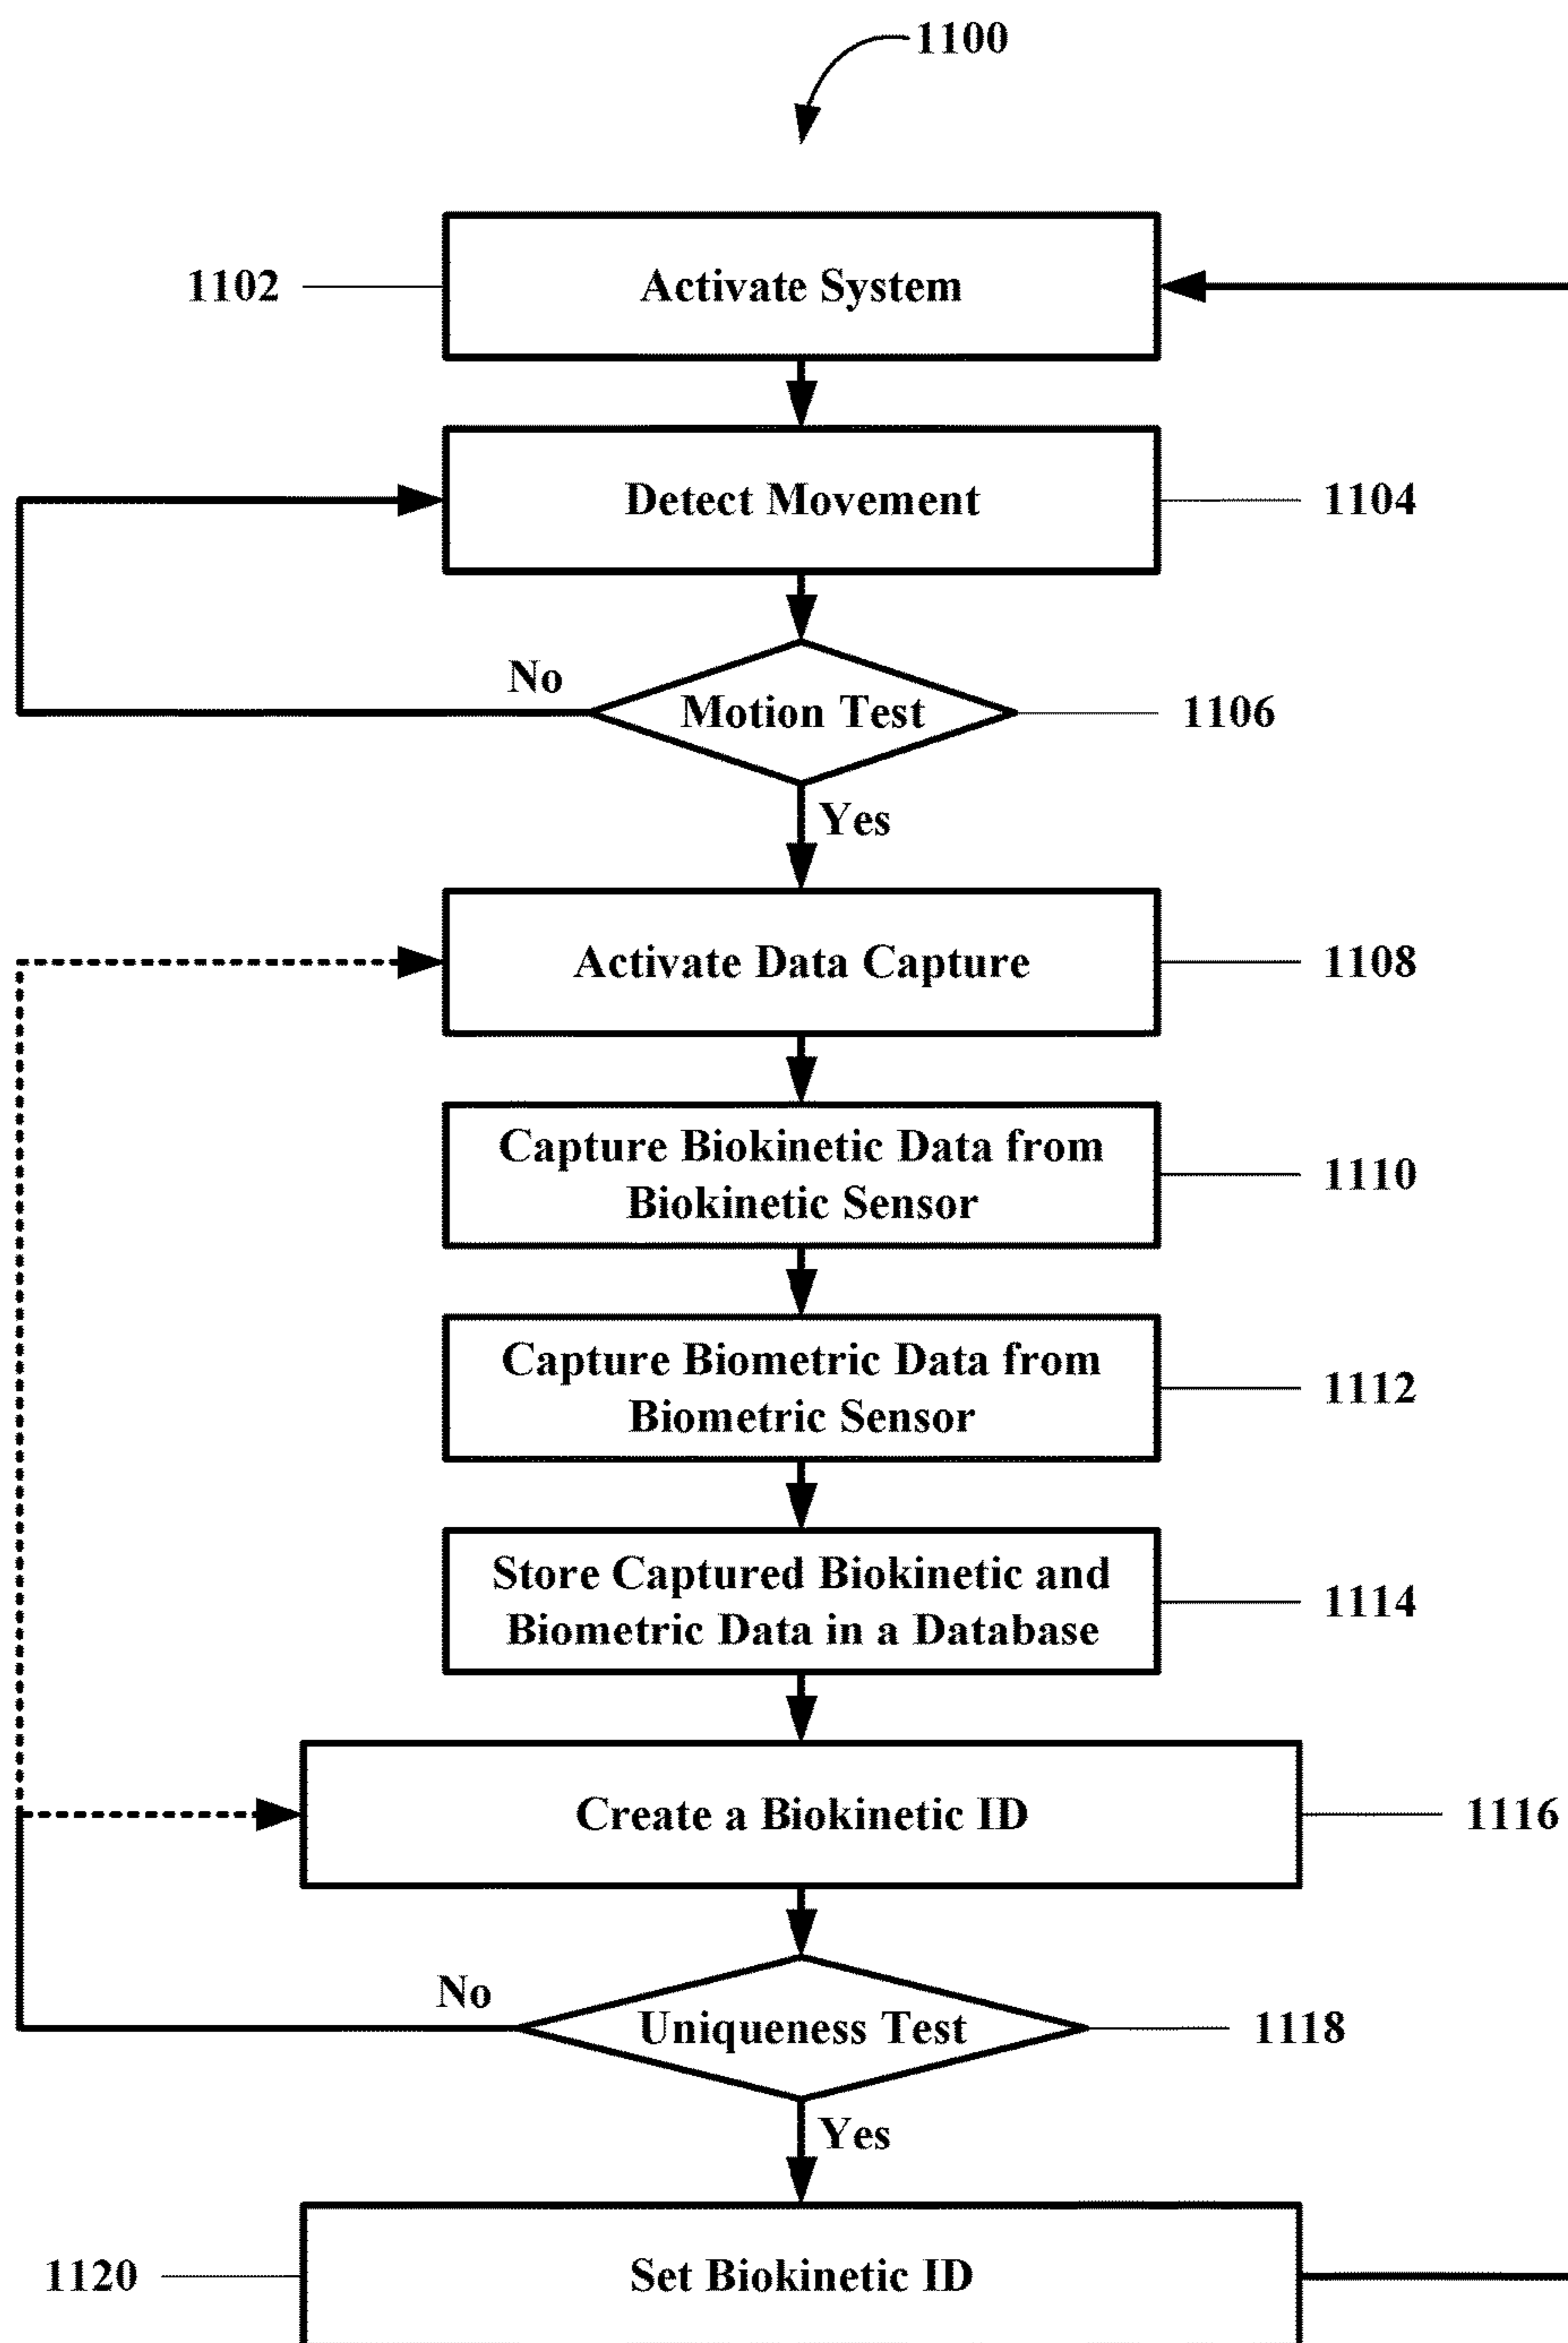 1100
1102
Activate System
Detect Movement
1104
No
Motion Test
1106
Yes
Activate Data Capture
1108
Capture Biokinetic Data from
Biokinetic Sensor
1110
Capture Biometric Data from
Biometric Sensor
1112
Store Captured Biokinetic and
Biometric Data in a Database
1114
Create a Biokinetic ID
1116
No
Uniqueness Test
1118
Yes
1120
Set Biokinetic ID